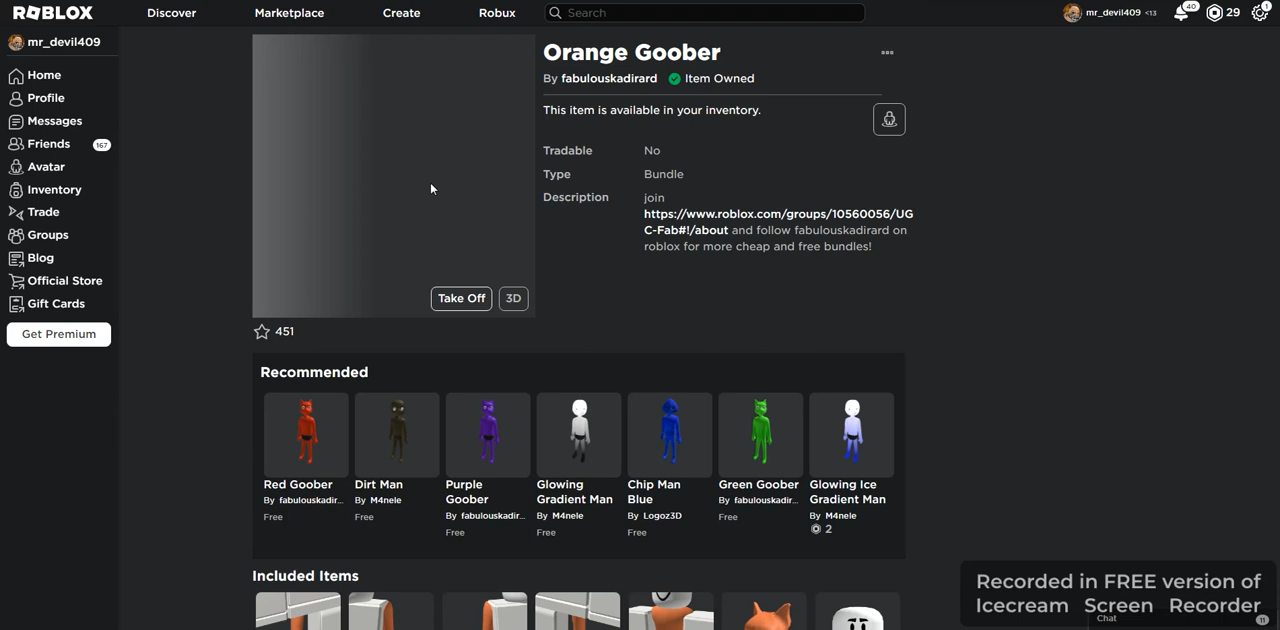 ROBLOX
Discover
Marketplace
Create
Robux
Search
mr_devil409 <13
40
29
1
mr_devil409
Home
Profile
Messages
Friends 167
Avatar
Inventory
Trade
Groups
Blog
Official Store
Gift Cards
Get Premium
Orange Goober
By fabulouskadirard Item Owned
This item is available in your inventory.
Tradable No
Type Bundle
Description join
https://www.roblox.com/groups/10560056/UG
C-Fab#!/about and follow fabulouskadirard on
roblox for more cheap and free bundles!
Take Off
3D
451
Recommended
Red Goober
By fabulouskadir...
Free
Dirt Man
By M4nele
Free
Purple
Goober
By fabulouskadir...
Free
Glowing
Gradient Man
By M4nele
Free
Chip Man
Blue
By Logoz3D
Free
Green Goober
By fabulouskadir...
Free
Glowing Ice
Gradient Man
By M4nele
2
Included Items
Recorded in FREE version of
Icecream Screen Recorder
Chat
11